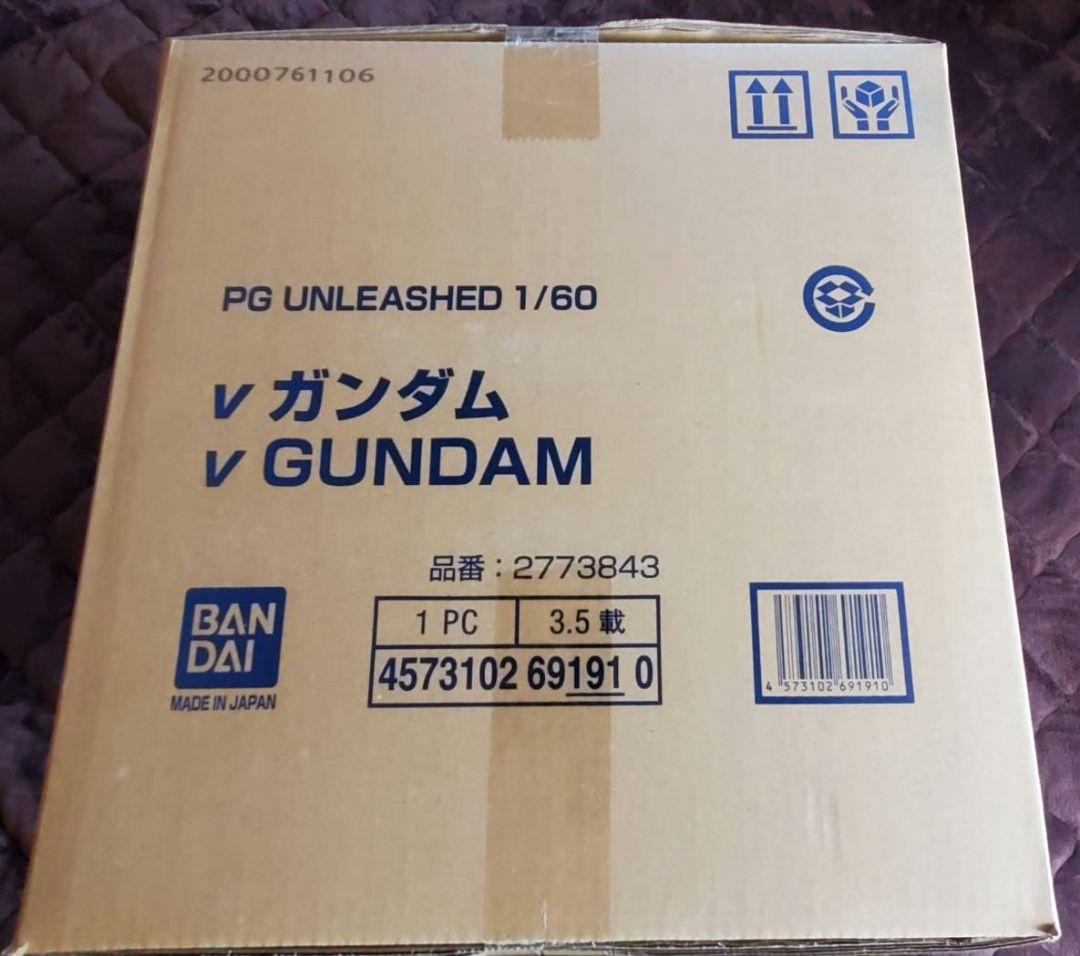 2000761106
PG UNLEASHED 1/60
ν ガンダム
ν GUNDAM
品番：2773843
BAN
DAI
MADE IN JAPAN
1 PC
3.5 載
4573102 69191 0
4 573102 691910